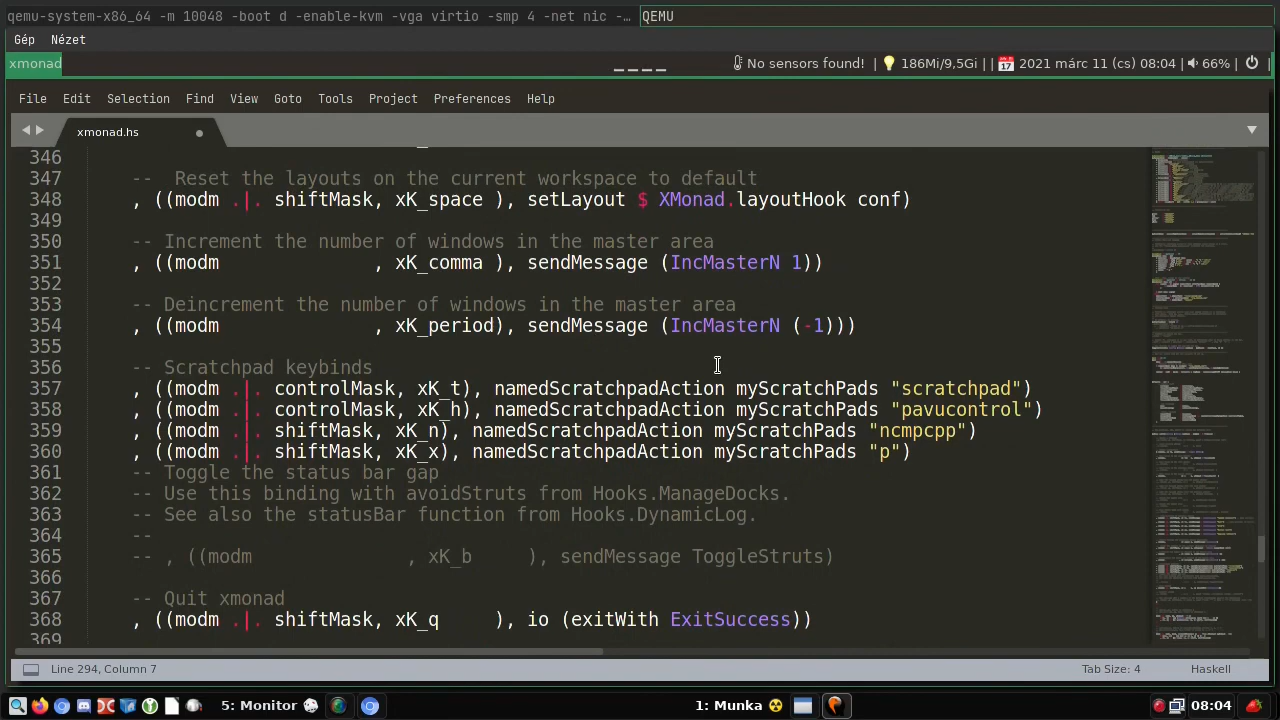 qemu-system-x86_64 -m 10048 -boot d -enable-kvm -vga virtio -smp 4 -net nic -… QEMU
Gép Nézet
xmonad No sensors found! | 186Mi/9,5Gi | | 2021 márc 11 (cs) 08:04 | 66% | |
File Edit Selection Find View Goto Tools Project Preferences Help
xmonad.hs
346
347 -- Reset the layouts on the current workspace to default
348 , ((modm .|. shiftMask, xK_space ), setLayout $ XMonad.layoutHook conf)
349
350 -- Increment the number of windows in the master area
351 , ((modm , xK_comma ), sendMessage (IncMasterN 1))
352
353 -- Deincrement the number of windows in the master area
354 , ((modm , xK_period), sendMessage (IncMasterN (-1)))
355
356 -- Scratchpad keybinds
357 , ((modm .|. controlMask, xK_t), namedScratchpadAction myScratchPads "scratchpad")
358 , ((modm .|. controlMask, xK_h), namedScratchpadAction myScratchPads "pavucontrol")
359 , ((modm .|. shiftMask, xK_n), namedScratchpadAction myScratchPads "ncmpcpp")
360 , ((modm .|. shiftMask, xK_x), namedScratchpadAction myScratchPads "p")
361 -- Toggle the status bar gap
362 -- Use this binding with avoidStruts from Hooks.ManageDocks.
363 -- See also the statusBar function from Hooks.DynamicLog.
364 --
365 -- , ((modm , xK_b ), sendMessage ToggleStruts)
366
367 -- Quit xmonad
368 , ((modm .|. shiftMask, xK_q ), io (exitWith ExitSuccess))
369
Line 294, Column 7 Tab Size: 4 Haskell
5: Monitor 1: Munka 08:04